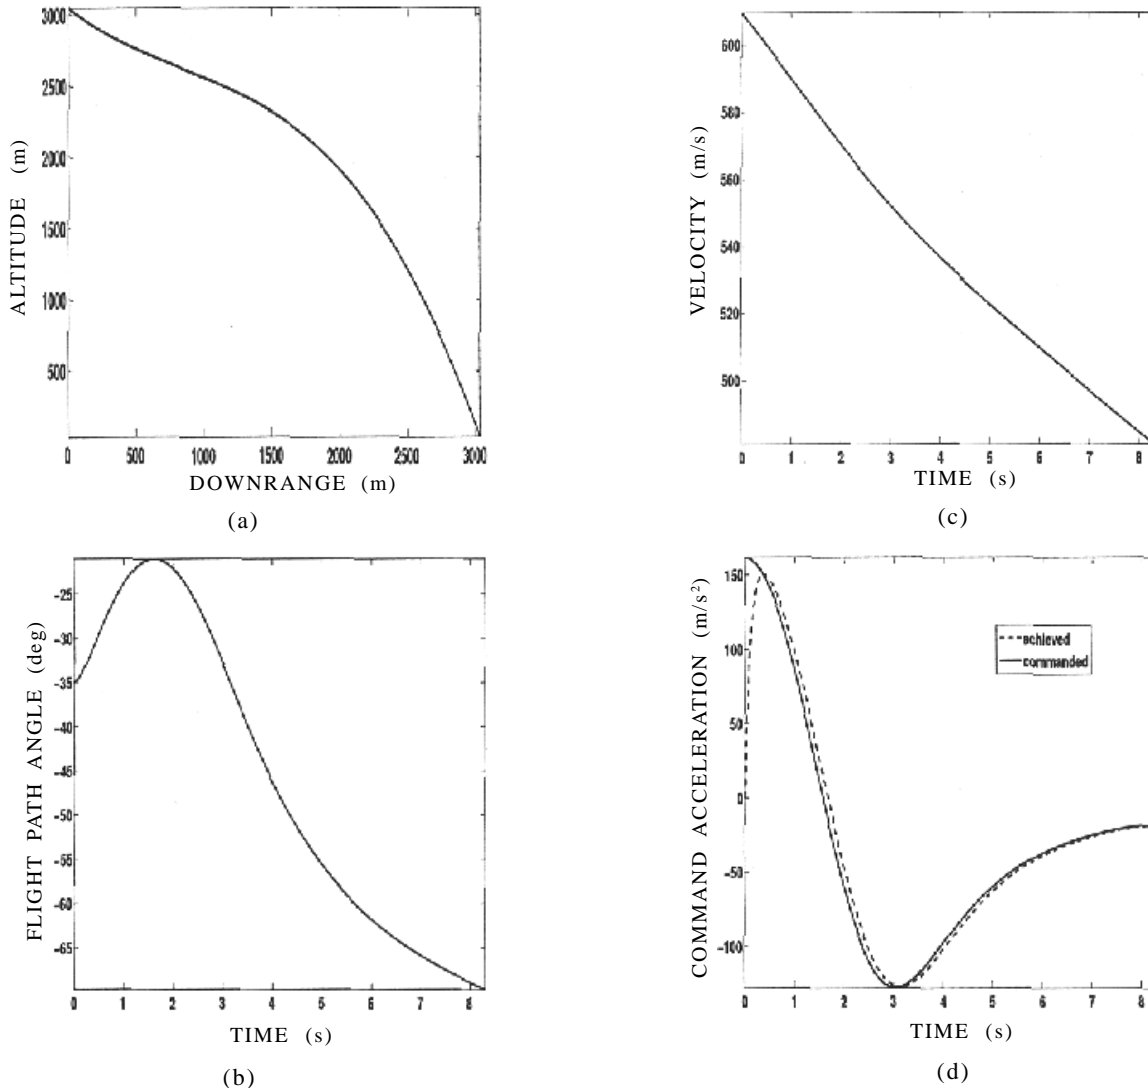 3000
2500
2000
1500
1000
500
ALTITUDE (m)
0 500 1000 1500 2000 2500 3000
DOWNRANGE (m)
(a)
600
580
560
540
520
500
VELOCITY (m/s)
0 1 2 3 4 5 6 7 8
TIME (s)
(c)
-25
-30
-35
-40
-45
-50
-55
-60
-65
FLIGHT PATH ANGLE (deg)
0 1 2 3 4 5 6 7 8
TIME (s)
(b)
150
100
50
0
-50
-100
COMMAND ACCELERATION (m/s²)
achieved
commanded
0 1 2 3 4 5 6 7 8
TIME (s)
(d)